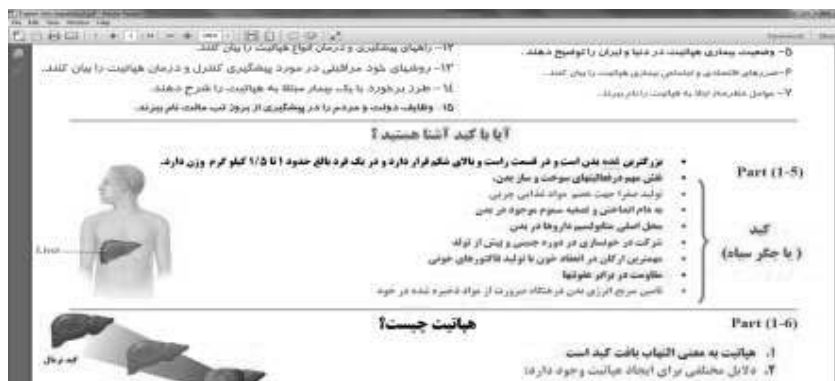 File Edit View Window Help
۵- وضعیت بیماری هپاتیت در دنیا و ایران را توضیح دهند.
۶- ضررهای اقتصادی و اجتماعی بیماری هپاتیت را بیان کنند.
۷- عوامل خطرساز ابتلا به هپاتیت را نام ببرند.
۱۲- راههای پیشگیری و درمان انواع هپاتیت را بیان کنند.
۱۳- روشهای خود مراقبتی در مورد پیشگیری کنترل و درمان هپاتیت را بیان کنند.
۱۴- طرز برخورد با یک بیمار مبتلا به هپاتیت را شرح دهند.
۱۵- وظایف دولت و مردم را در پیشگیری از بروز تب مالت نام ببرند.
آیا با کبد آشنا هستید ؟
Part (1-5)
کبد
( یا جگر سیاه)
• بزرگترین غده بدن است و در قسمت راست و بالای شکم قرار دارد و در یک فرد بالغ حدود ۱ تا ۱/۵ کیلو گرم وزن دارد.
• نقش مهم درفعالیتهای سوخت و ساز بدن.
• تولید صفرا جهت هضم مواد غذایی چربی
• به دام انداختن و تصفیه سموم موجود در بدن
• محل اصلی متابولیسم داروها در بدن
• شرکت در خونسازی در دوره جنینی و پیش از تولد
• مهمترین ارگان در انعقاد خون با تولید فاکتورهای خونی
• مقاومت در برابر عفونتها
• تامین سریع انرژی بدن در هنگام ضرورت از مواد ذخیره شده در خود
Liver
Part (1-6)
هپاتیت چیست؟
۱. هپاتیت به معنی التهاب بافت کبد است
۲. دلایل مختلفی برای ایجاد هپاتیت وجود دارد:
کبد نرمال